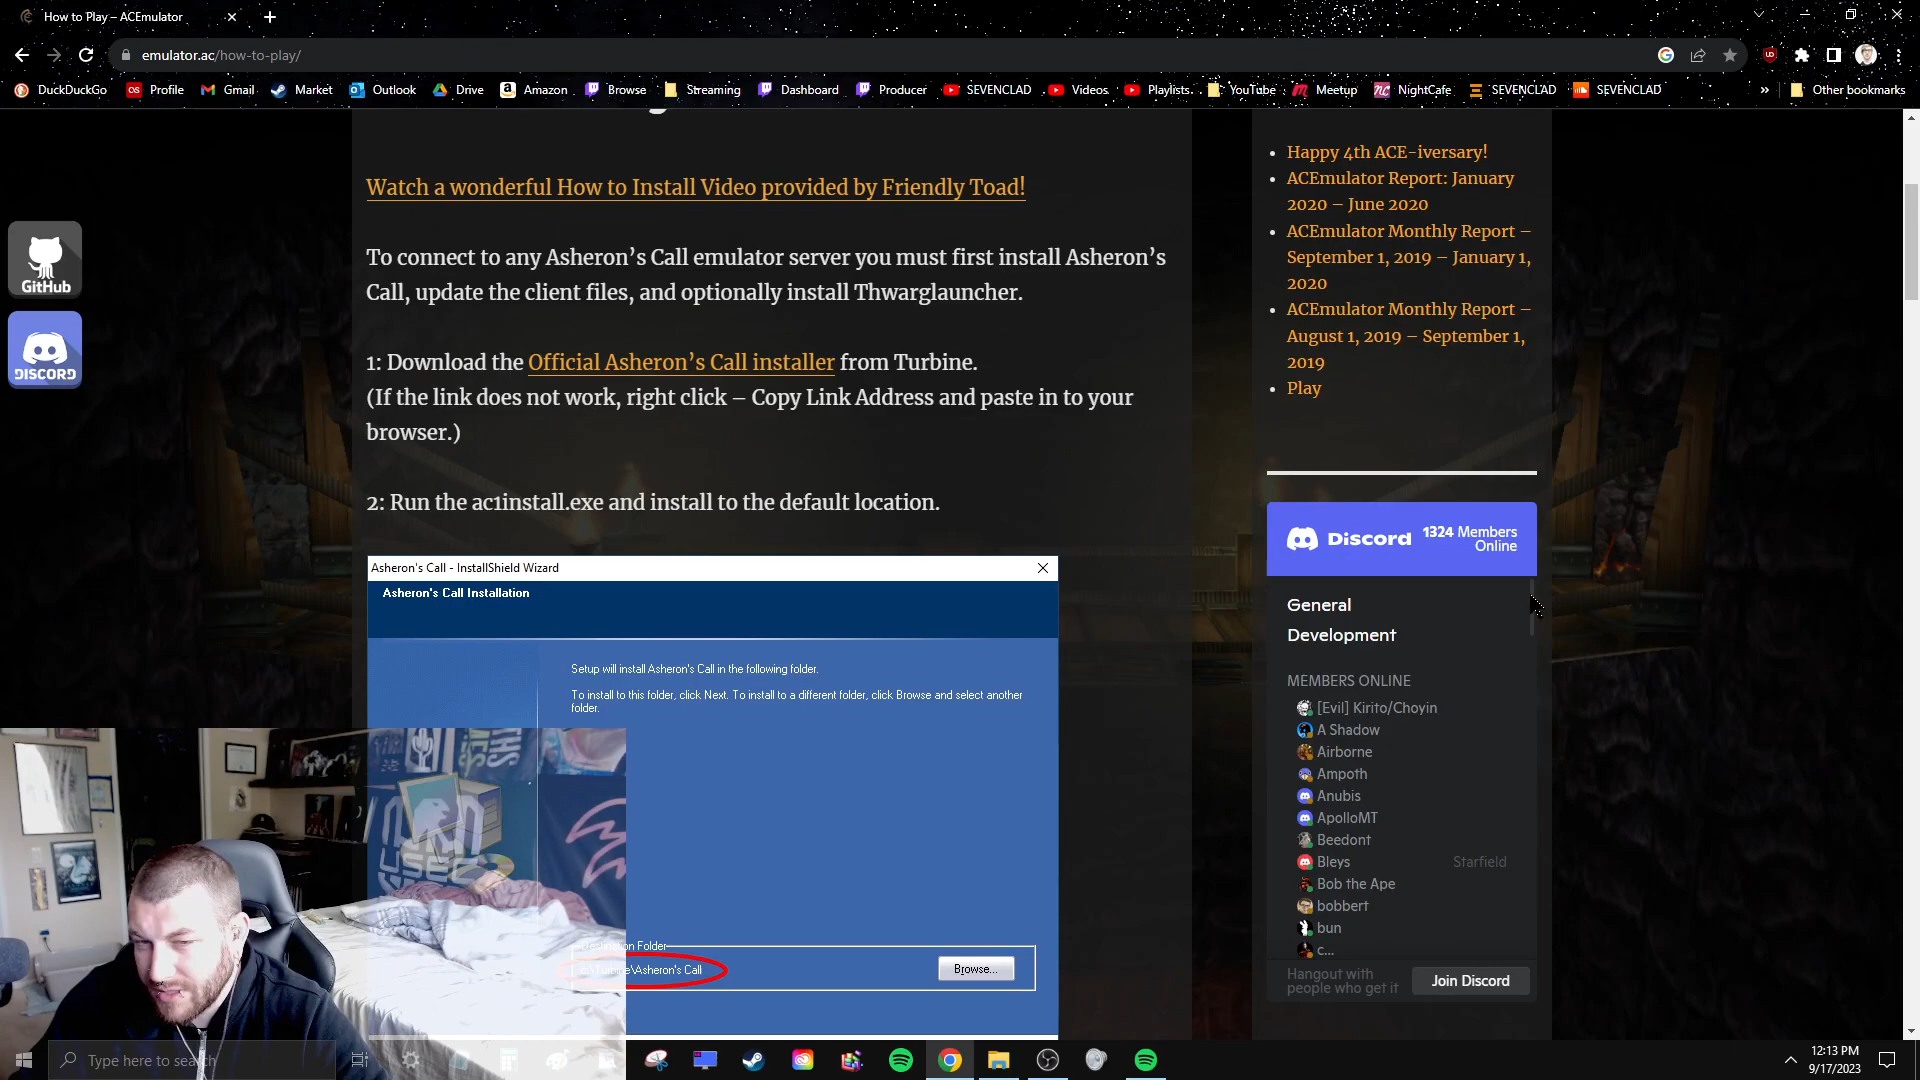 How to Play – ACEmulator
emulator.ac/how-to-play/
DuckDuckGo
Profile
Gmail
Market
Outlook
Drive
Amazon
Browse
Streaming
Dashboard
Producer
SEVENCLAD
Videos
Playlists
YouTube
Meetup
NightCafe
SEVENCLAD
SEVENCLAD
»
Other bookmarks
GitHub
DISCORD
Watch a wonderful How to Install Video provided by Friendly Toad!
To connect to any Asheron’s Call emulator server you must first install Asheron’s
Call, update the client files, and optionally install Thwarglauncher.
1: Download the Official Asheron’s Call installer from Turbine.
(If the link does not work, right click – Copy Link Address and paste in to your
browser.)
2: Run the ac1install.exe and install to the default location.
Asheron's Call - InstallShield Wizard
Asheron's Call Installation
Setup will install Asheron's Call in the following folder.
To install to this folder, click Next. To install to a different folder, click Browse and select another
folder.
Destination Folder
c:\Turbine\Asheron's Call
Browse...
Happy 4th ACE-iversary!
ACEmulator Report: January
2020 – June 2020
ACEmulator Monthly Report –
September 1, 2019 – January 1,
2020
ACEmulator Monthly Report –
August 1, 2019 – September 1,
2019
Play
Discord
1324 Members
Online
General
Development
MEMBERS ONLINE
[Evil] Kirito/Choyin
A Shadow
Airborne
Ampoth
Anubis
ApolloMT
Beedont
Bleys Starfield
Bob the Ape
bobbert
bun
c...
Hangout with
people who get it
Join Discord
Type here to search
12:13 PM
9/17/2023